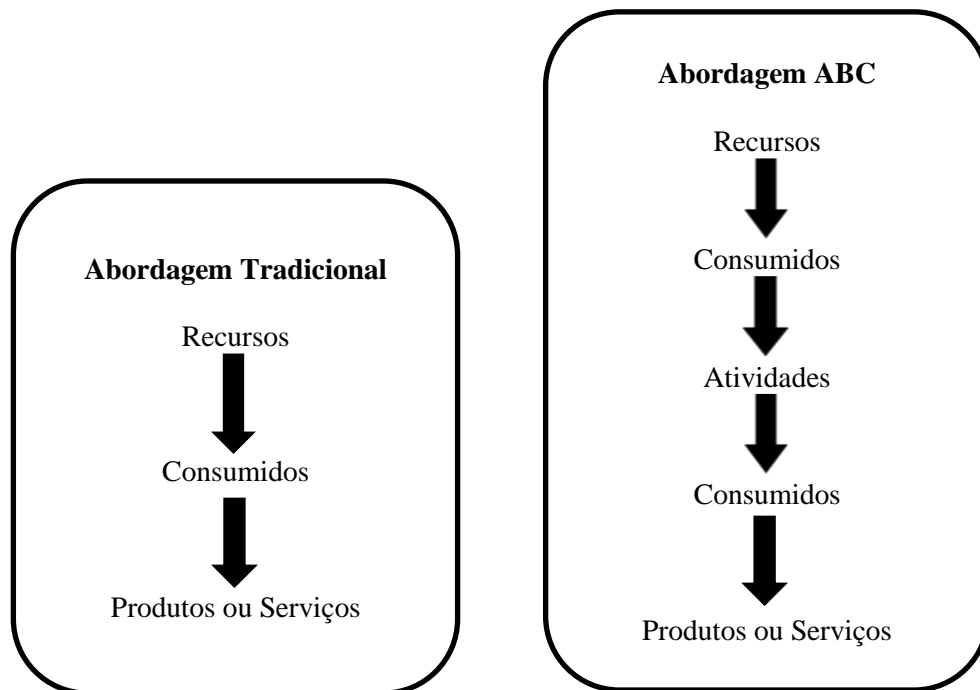 Abordagem Tradicional
Recursos
Consumidos
Produtos ou Serviços
Abordagem ABC
Recursos
Consumidos
Atividades
Consumidos
Produtos ou Serviços